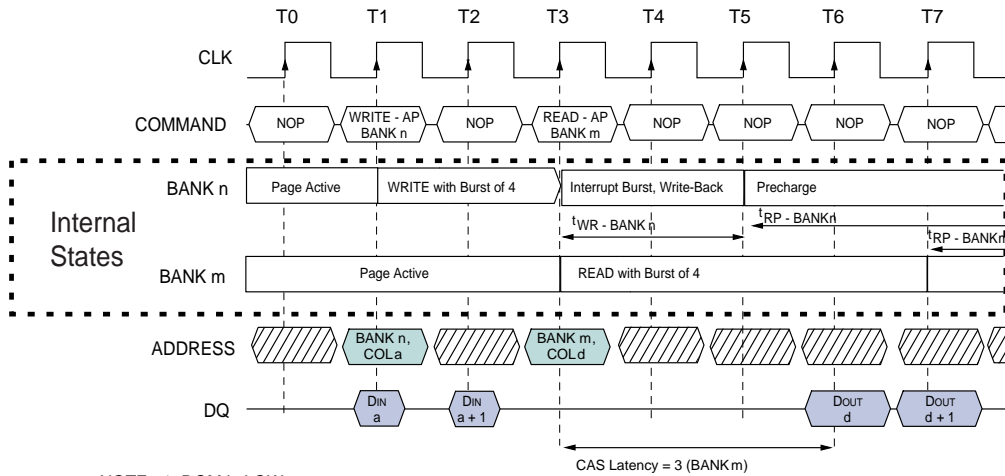 T0 T1 T2 T3 T4 T5 T6 T7
CLK
COMMAND
NOP
WRITE - AP
BANK n
NOP
READ - AP
BANK m
NOP
NOP
NOP
NOP
Internal
States
BANK n
Page Active
WRITE with Burst of 4
Interrupt Burst, Write-Back
Precharge
tWR - BANK n
tRP - BANK n
tRP - BANK
BANK m
Page Active
READ with Burst of 4
ADDRESS
BANK n,
COL a
BANK m,
COL d
DQ
DIN
a
DIN
a + 1
DOUT
d
DOUT
d + 1
CAS Latency = 3 (BANK m)